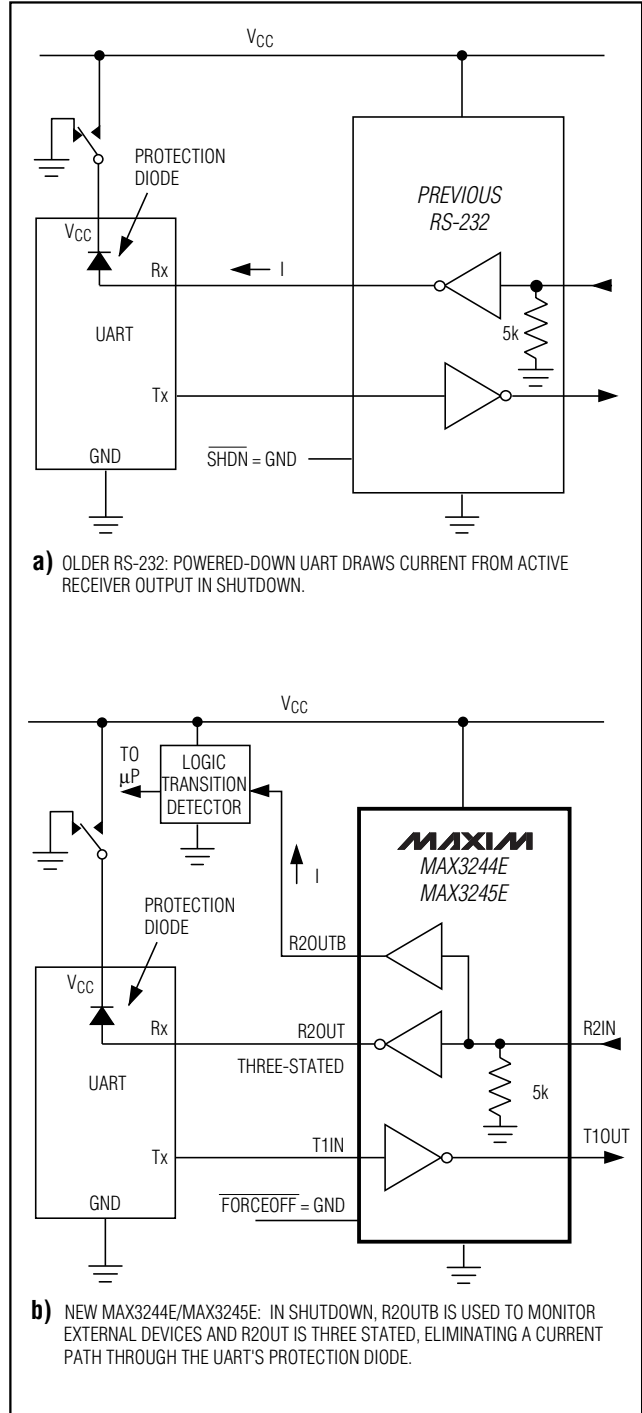 VCC
PROTECTION
DIODE
VCC
Rx
I
UART
Tx
GND
PREVIOUS
RS-232
5k
SHDN = GND
a) OLDER RS-232: POWERED-DOWN UART DRAWS CURRENT FROM ACTIVE
RECEIVER OUTPUT IN SHUTDOWN.
VCC
TO
μP
LOGIC
TRANSITION
DETECTOR
I
PROTECTION
DIODE
MAXIM
MAX3244E
MAX3245E
R2OUTB
VCC
Rx
R2OUT
R2IN
THREE-STATED
UART
5k
Tx
T1IN
T1OUT
GND
FORCEOFF = GND
b) NEW MAX3244E/MAX3245E: IN SHUTDOWN, R2OUTB IS USED TO MONITOR
EXTERNAL DEVICES AND R2OUT IS THREE STATED, ELIMINATING A CURRENT
PATH THROUGH THE UART'S PROTECTION DIODE.